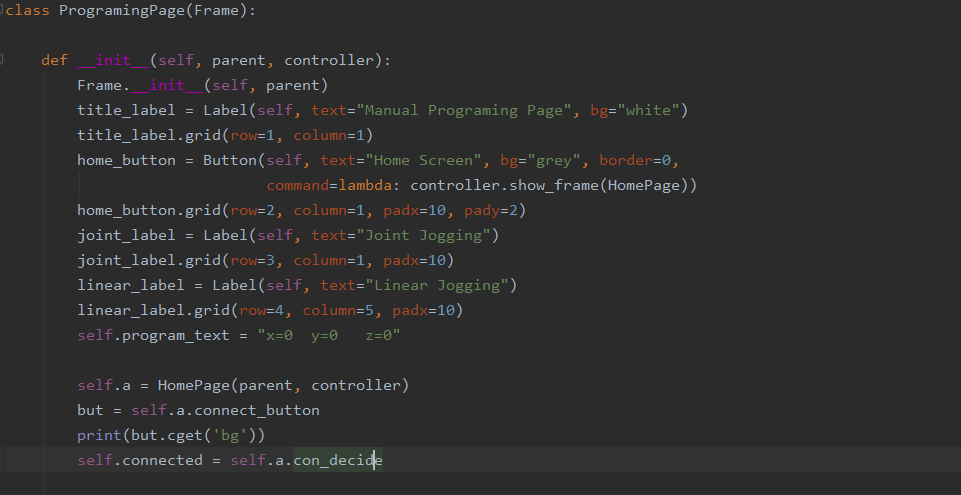 class ProgramingPage(Frame):
def __init__(self, parent, controller):
Frame.__init__(self, parent)
title_label = Label(self, text="Manual Programing Page", bg="white")
title_label.grid(row=1, column=1)
home_button = Button(self, text="Home Screen", bg="grey", border=0,
command=lambda: controller.show_frame(HomePage))
home_button.grid(row=2, column=1, padx=10, pady=2)
joint_label = Label(self, text="Joint Jogging")
joint_label.grid(row=3, column=1, padx=10)
linear_label = Label(self, text="Linear Jogging")
linear_label.grid(row=4, column=5, padx=10)
self.program_text = "x=0  y=0   z=0"
self.a = HomePage(parent, controller)
but = self.a.connect_button
print(but.cget('bg'))
self.connected = self.a.con_decide